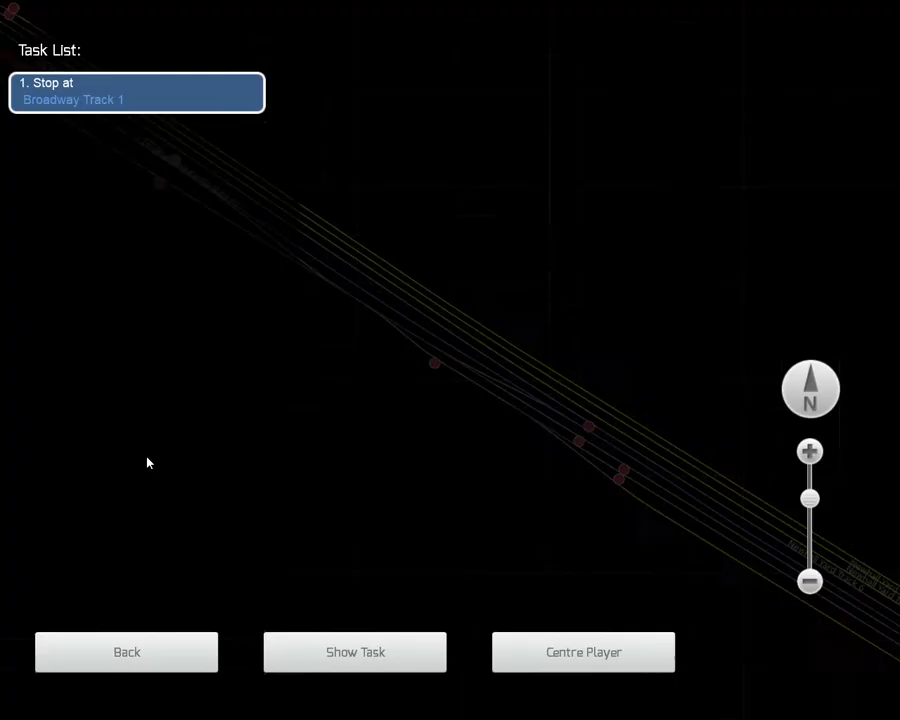 Task List:
1. Stop at
Broadway Track 1
N
Back
Show Task
Centre Player